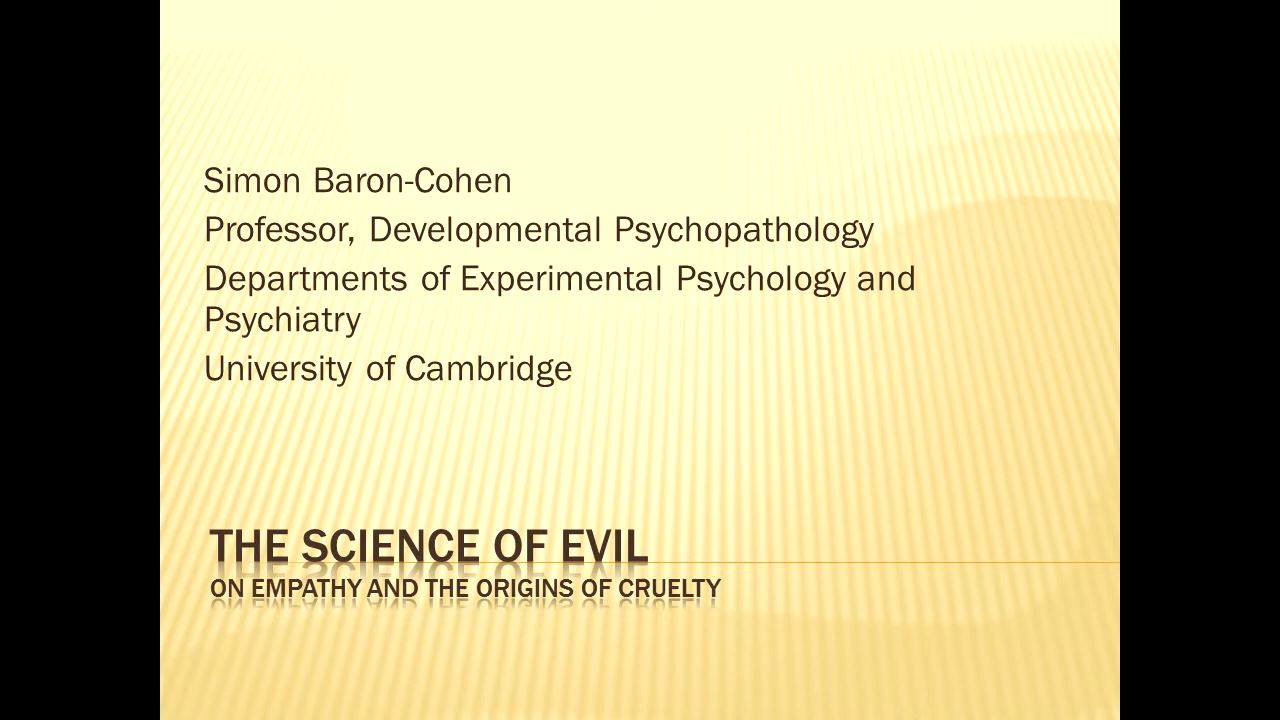 Simon Baron-Cohen
Professor, Developmental Psychopathology
Departments of Experimental Psychology and
Psychiatry
University of Cambridge
THE SCIENCE OF EVIL
ON EMPATHY AND THE ORIGINS OF CRUELTY